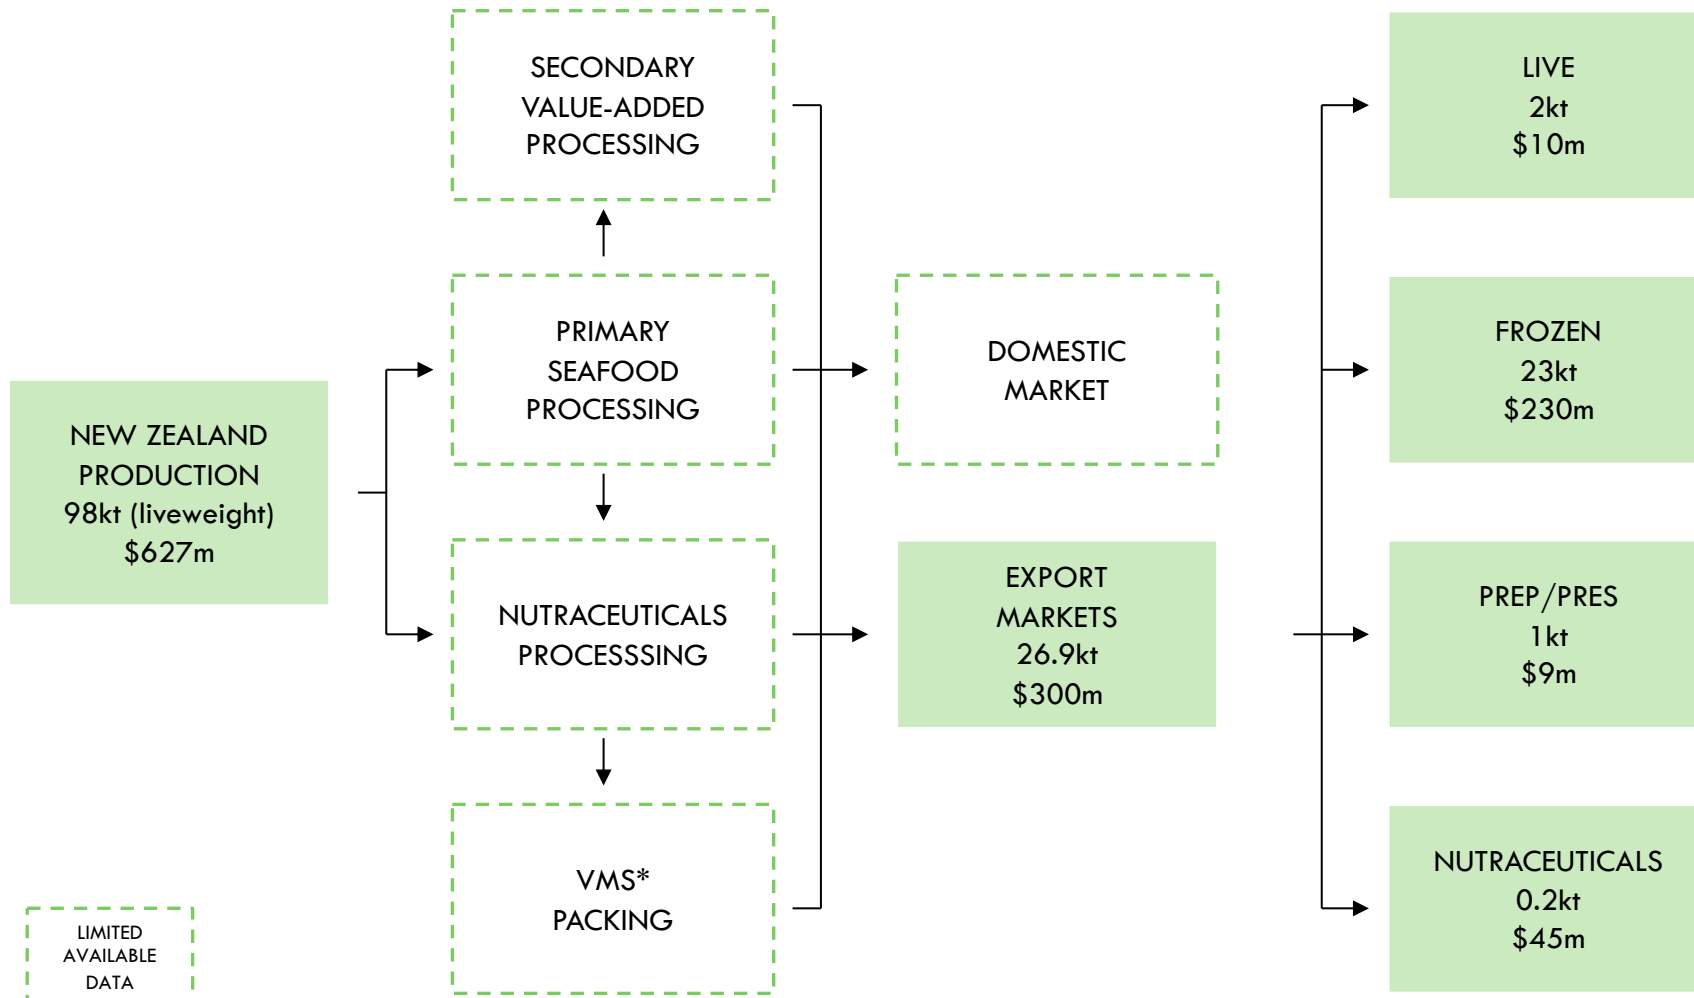 NEW ZEALAND
PRODUCTION
98kt (liveweight)
$627m
SECONDARY
VALUE-ADDED
PROCESSING
PRIMARY
SEAFOOD
PROCESSING
NUTRACEUTICALS
PROCESSSING
VMS*
PACKING
DOMESTIC
MARKET
EXPORT
MARKETS
26.9kt
$300m
LIVE
2kt
$10m
FROZEN
23kt
$230m
PREP/PRES
1kt
$9m
NUTRACEUTICALS
0.2kt
$45m
LIMITED
AVAILABLE
DATA